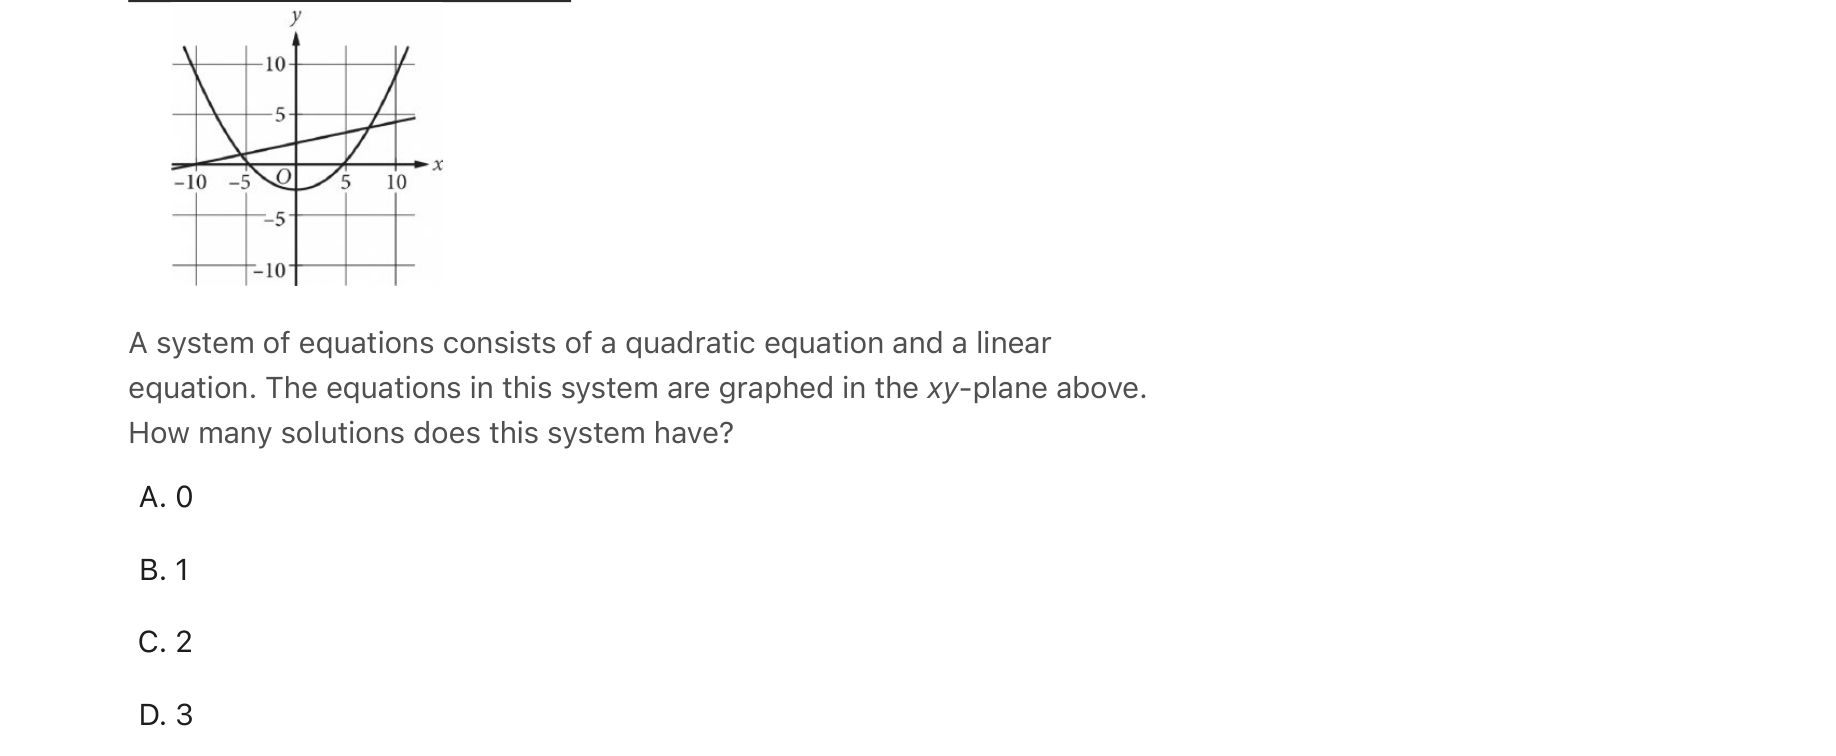 y
10
5
x
−10 −5 O 5 10
−5
−10
A system of equations consists of a quadratic equation and a linear
equation. The equations in this system are graphed in the xy-plane above.
How many solutions does this system have?
A. 0
B. 1
C. 2
D. 3